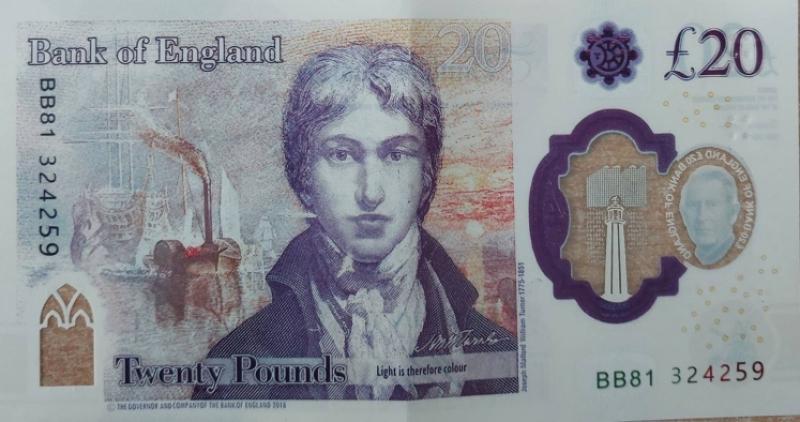 Bank of England
20
£20
BB81 324259
Twenty Pounds
Light is therefore colour
Joseph Mallord William Turner 1775-1851
BB81 324259
© THE GOVERNOR AND COMPANY OF THE BANK OF ENGLAND 2018